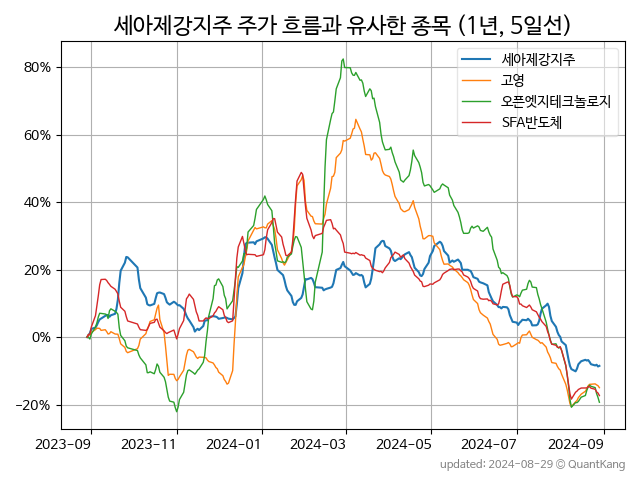 세아제강지주 주가 흐름과 유사한 종목 (1년, 5일선)
세아제강지주
고영
오픈엣지테크놀로지
SFA반도체
80%
60%
40%
20%
0%
−20%
2023-09 2023-11 2024-01 2024-03 2024-05 2024-07 2024-09
updated: 2024-08-29 © QuantKang